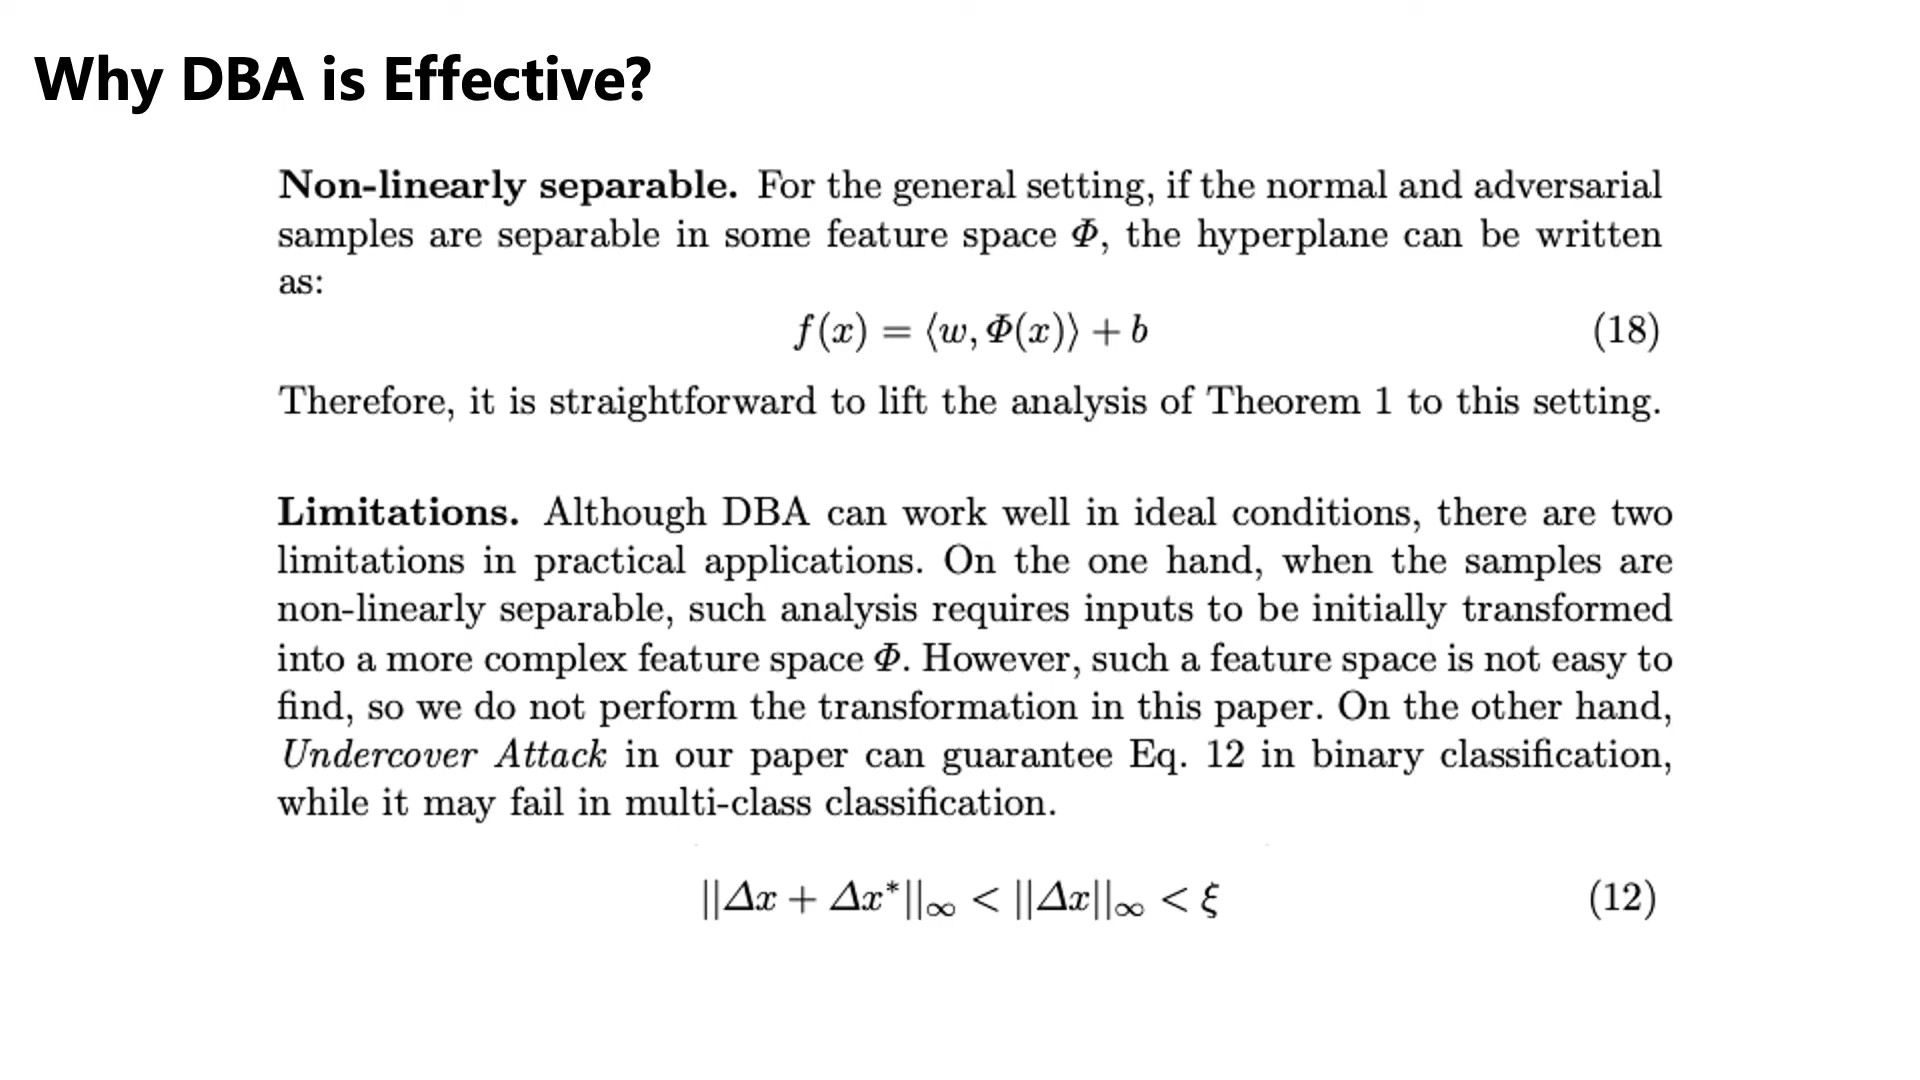 Why DBA is Effective?
Non-linearly separable. For the general setting, if the normal and adversarial
samples are separable in some feature space Φ, the hyperplane can be written
as:
f(x) = ⟨w, Φ(x)⟩ + b (18)
Therefore, it is straightforward to lift the analysis of Theorem 1 to this setting.
Limitations. Although DBA can work well in ideal conditions, there are two
limitations in practical applications. On the one hand, when the samples are
non-linearly separable, such analysis requires inputs to be initially transformed
into a more complex feature space Φ. However, such a feature space is not easy to
find, so we do not perform the transformation in this paper. On the other hand,
Undercover Attack in our paper can guarantee Eq. 12 in binary classification,
while it may fail in multi-class classification.
||Δx + Δx*||∞ < ||Δx||∞ < ξ (12)